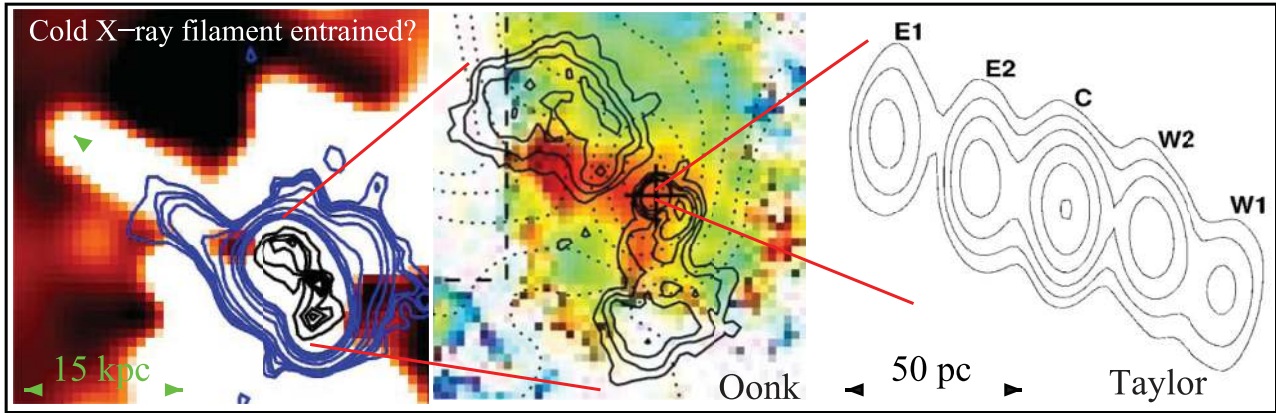 Cold X−ray filament entrained?
15 kpc
Oonk
E1
E2
C
W2
W1
50 pc
Taylor